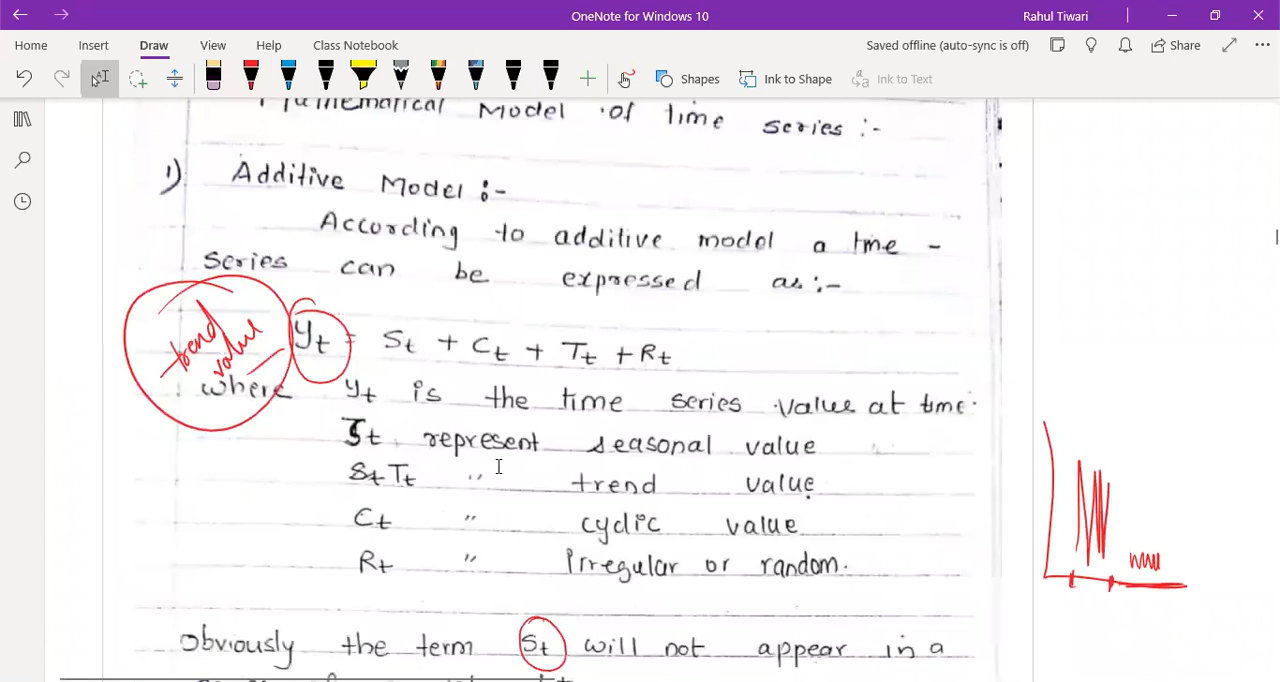 OneNote for Windows 10
Rahul Tiwari
Home Insert Draw View Help Class Notebook
Saved offline (auto-sync is off) Share
Shapes Ink to Shape Ink to Text
Mathematical Model of time series :-
1) Additive Model :-
According to additive model a tme -
series can be expressed as :-
trend
value
Yt = St + Ct + Tt + Rt
where yt is the time series value at time.
St represent seasonal value
St Tt " trend value
Ct " cyclic value
Rt " Irregular or random.
obviously the term St will not appear in a